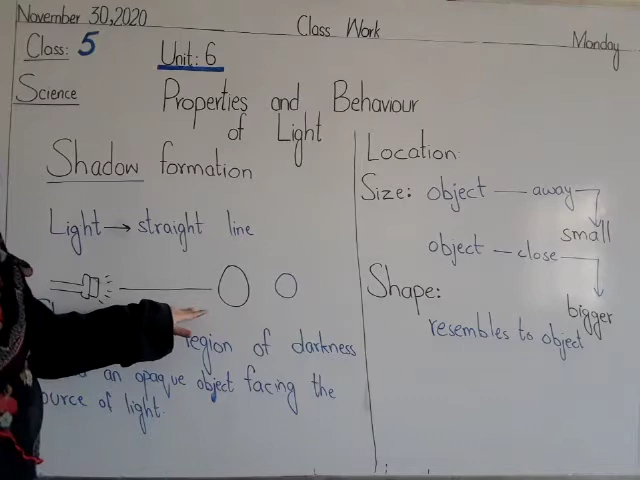 November 30, 2020
Class Work
Monday
Class: 5
Unit: 6
Science
Properties and Behaviour
of Light
Shadow formation
Light → straight line
region of darkness
an opaque object facing the
ource of light.
Location:
Size: object — away
small
object — close
bigger
Shape:
resembles to object